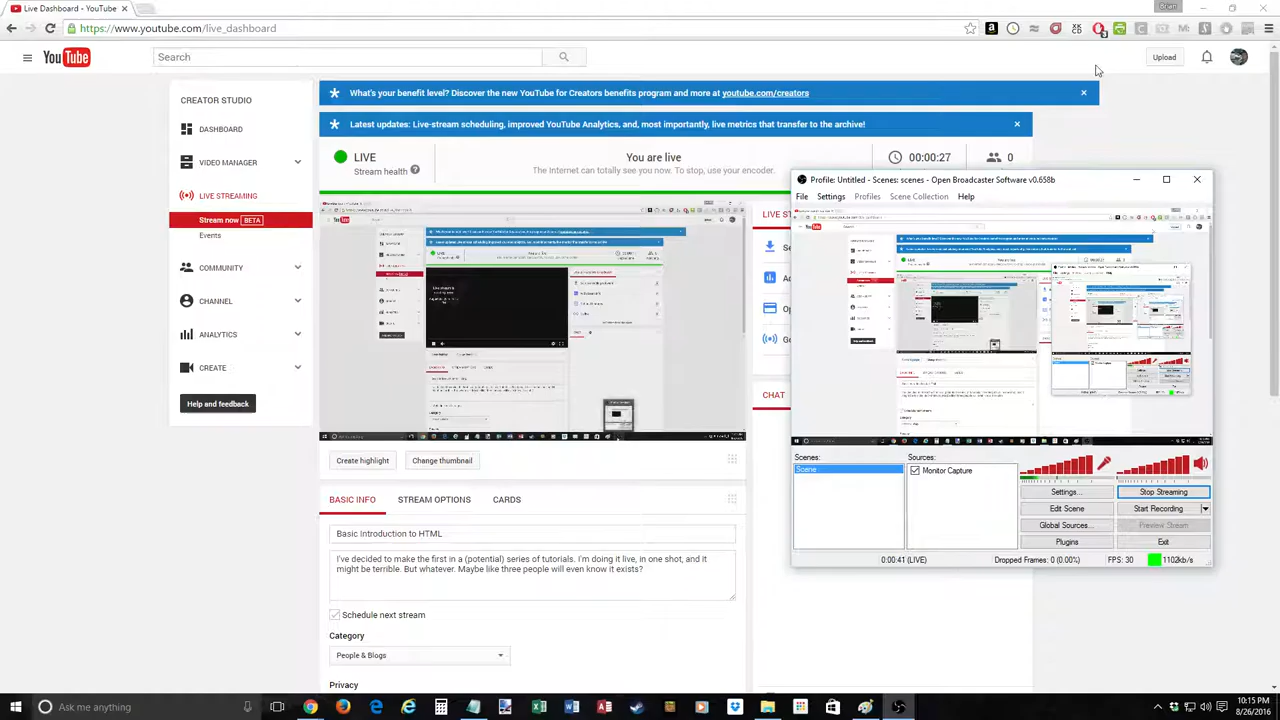 Live Dashboard - YouTube
Brian
https://www.youtube.com/live_dashboard
YouTube
Search
Upload
CREATOR STUDIO
DASHBOARD
VIDEO MANAGER
LIVE STREAMING
Stream now BETA
Events
COMMUNITY
CHANNEL
ANALYTICS
CREATE
Help and feedback
What's your benefit level? Discover the new YouTube for Creators benefits program and more at youtube.com/creators
Latest updates: Live-stream scheduling, improved YouTube Analytics, and, most importantly, live metrics that transfer to the archive!
LIVE
Stream health
You are live
The Internet can totally see you now. To stop, use your encoder.
00:00:27
0
LIVE S
CHAT
Create highlight
Change thumbnail
BASIC INFO
STREAM OPTIONS
CARDS
Basic Introduction to HTML
I've decided to make the first in a (potential) series of tutorials. I'm doing it live, in one shot, and it
might be terrible. But whatever. Maybe like three people will even know it exists?
Schedule next stream
Category
People & Blogs
Privacy
Profile: Untitled - Scenes: scenes - Open Broadcaster Software v0.658b
File Settings Profiles Scene Collection Help
Scenes:
Scene
Sources:
Monitor Capture
Settings...
Stop Streaming
Edit Scene
Start Recording
Global Sources...
Preview Stream
Plugins
Exit
0:00:41 (LIVE)
Dropped Frames: 0 (0.00%)
FPS: 30
1102kb/s
Ask me anything
10:15 PM
8/26/2016